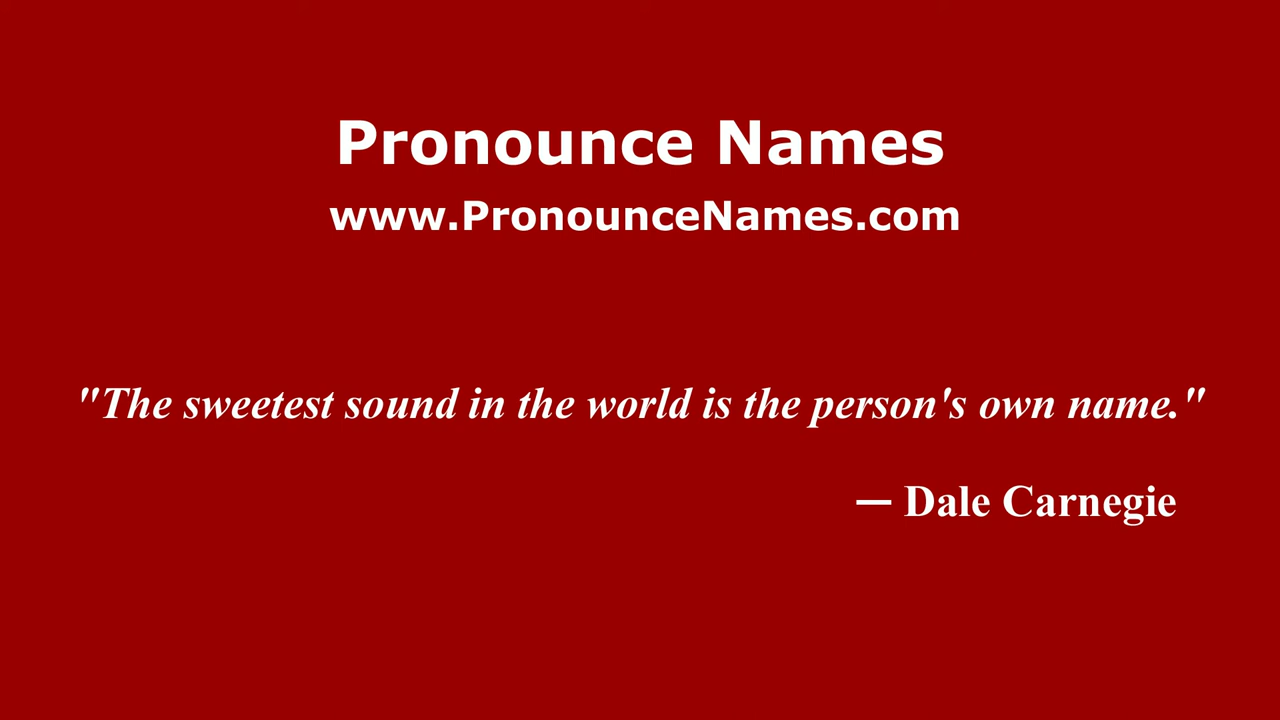 Pronounce Names
www.PronounceNames.com
"The sweetest sound in the world is the person's own name."
— Dale Carnegie